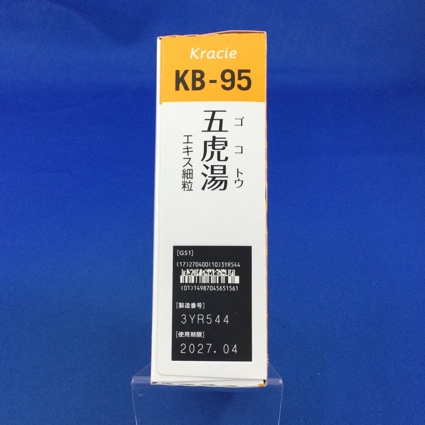 Kracie
KB-95
五虎湯
ゴコトウ
エキス細粒
[GS1]
(17)270400(10)3YR544
(01)14987045651561
[製造番号]
3YR544
[使用期限]
2027.04